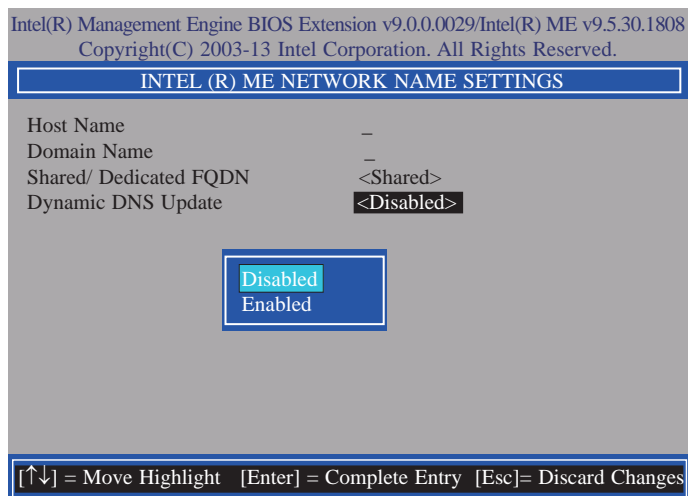 Intel(R) Management Engine BIOS Extension v9.0.0.0029/Intel(R) ME v9.5.30.1808
Copyright(C) 2003-13 Intel Corporation. All Rights Reserved.
INTEL (R) ME NETWORK NAME SETTINGS
Host Name _
Domain Name _
Shared/ Dedicated FQDN <Shared>
Dynamic DNS Update <Disabled>
Disabled
Enabled
[↑↓] = Move Highlight [Enter] = Complete Entry [Esc]= Discard Changes